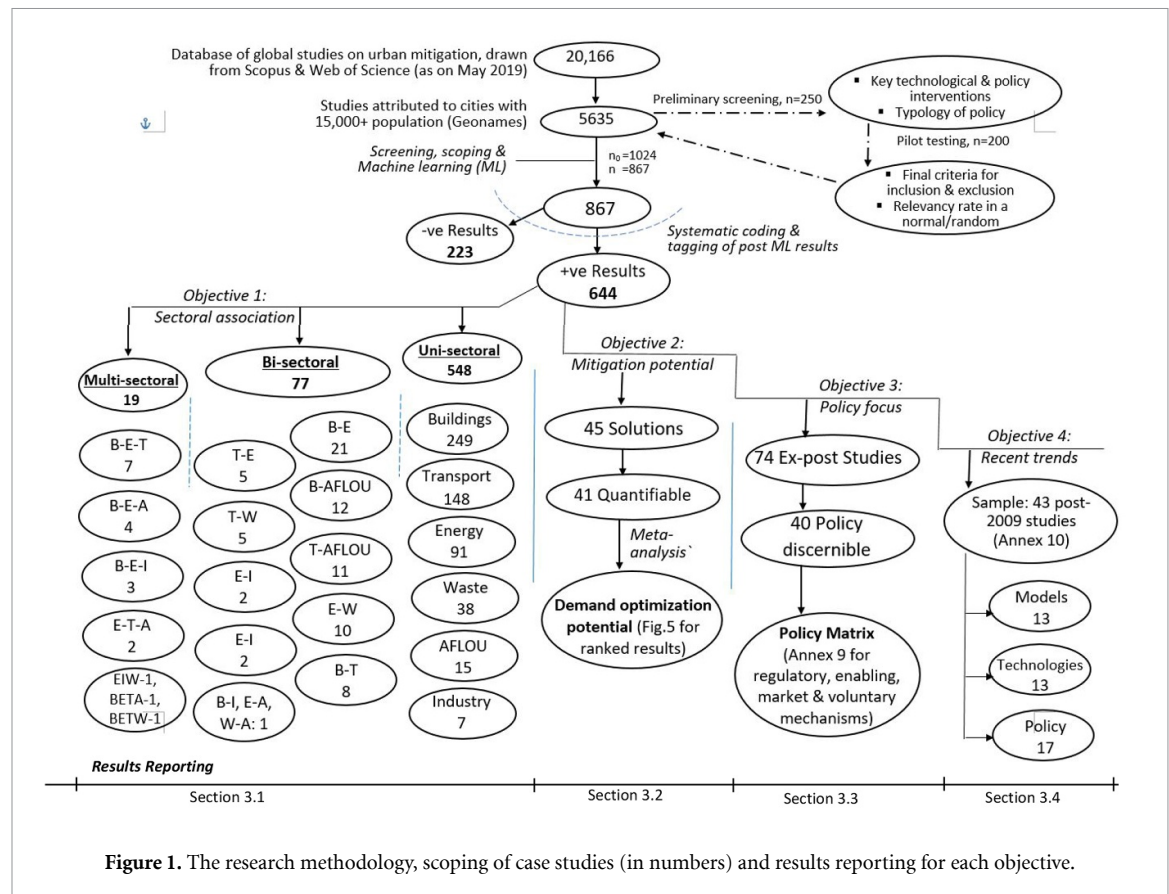 Database of global studies on urban mitigation, drawn
from Scopus & Web of Science (as on May 2019)
20,166
Studies attributed to cities with
15,000+ population (Geonames)
5635
Preliminary screening, n=250
▪ Key technological & policy
interventions
▪ Typology of policy
Pilot testing, n=200
▪ Final criteria for
inclusion & exclusion
▪ Relevancy rate in a
normal/random
Screening, scoping &
Machine learning (ML)
n₀=1024
n =867
867
-ve Results
223
Systematic coding &
tagging of post ML results
+ve Results
644
Objective 1:
Sectoral association
Multi-sectoral
19
B-E-T
7
B-E-A
4
B-E-I
3
E-T-A
2
EIW-1,
BETA-1,
BETW-1
Bi-sectoral
77
T-E
5
T-W
5
E-I
2
E-I
2
B-I, E-A,
W-A: 1
B-E
21
B-AFLOU
12
T-AFLOU
11
E-W
10
B-T
8
Uni-sectoral
548
Buildings
249
Transport
148
Energy
91
Waste
38
AFLOU
15
Industry
7
Objective 2:
Mitigation potential
45 Solutions
41 Quantifiable
Meta-
analysis`
Demand optimization
potential (Fig.5 for
ranked results)
Objective 3:
Policy focus
74 Ex-post Studies
40 Policy
discernible
Policy Matrix
(Annex 9 for
regulatory, enabling,
market & voluntary
mechanisms)
Objective 4:
Recent trends
Sample: 43 post-
2009 studies
(Annex 10)
Models
13
Technologies
13
Policy
17
Results Reporting
Section 3.1
Section 3.2
Section 3.3
Section 3.4
Figure 1. The research methodology, scoping of case studies (in numbers) and results reporting for each objective.